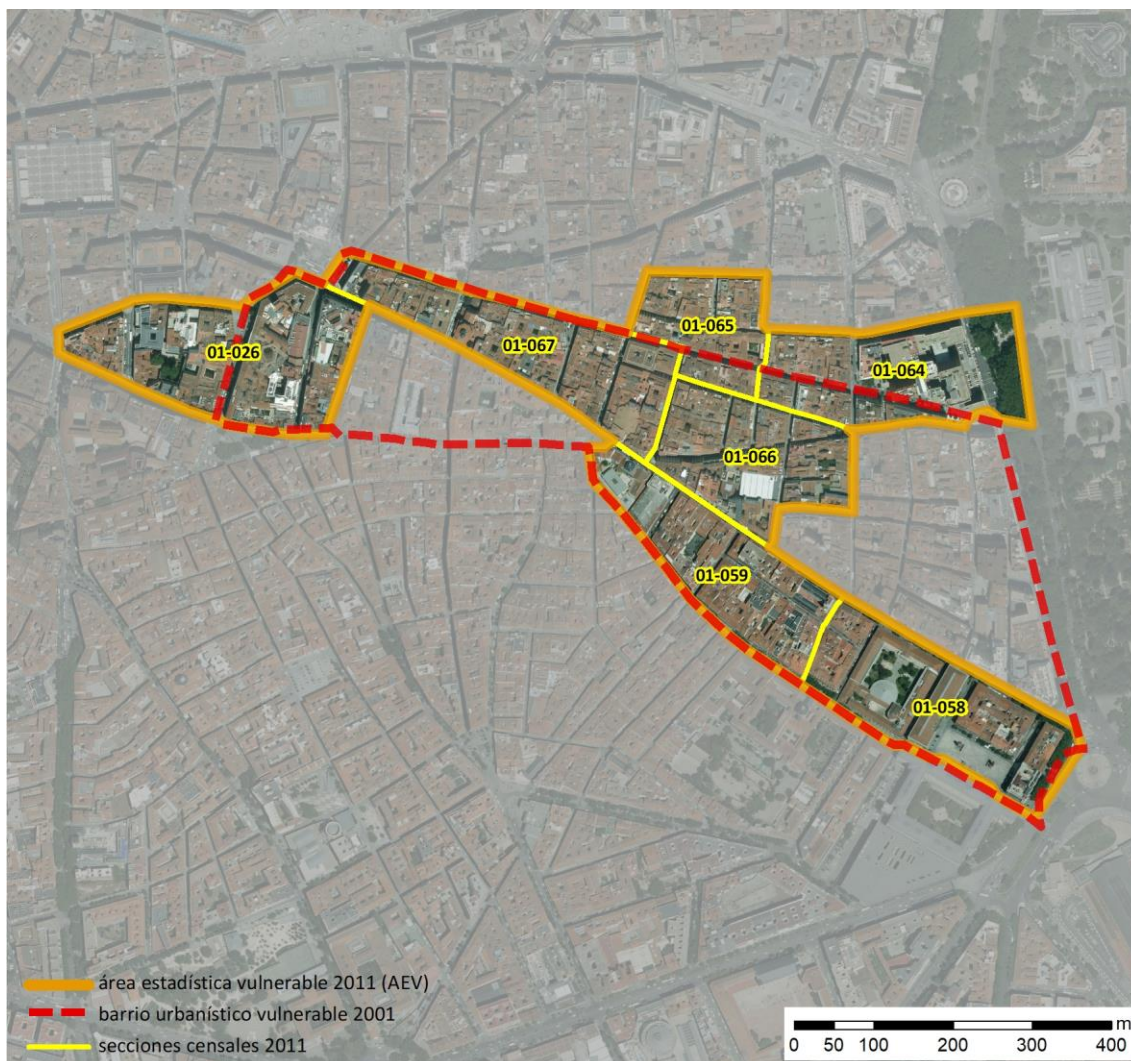 01-065
01-026
01-067
01-064
01-066
01-059
01-058
área estadística vulnerable 2011 (AEV)
barrio urbanístico vulnerable 2001
secciones censales 2011
m
0 50 100 200 300 400